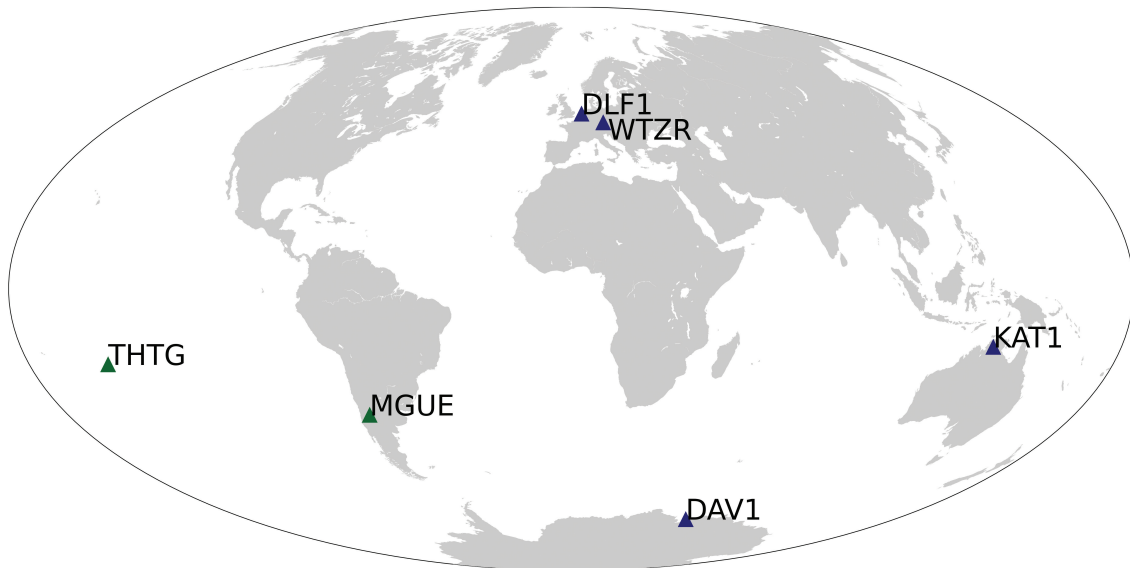 DLF1
WTZR
KAT1
THTG
MGUE
DAV1